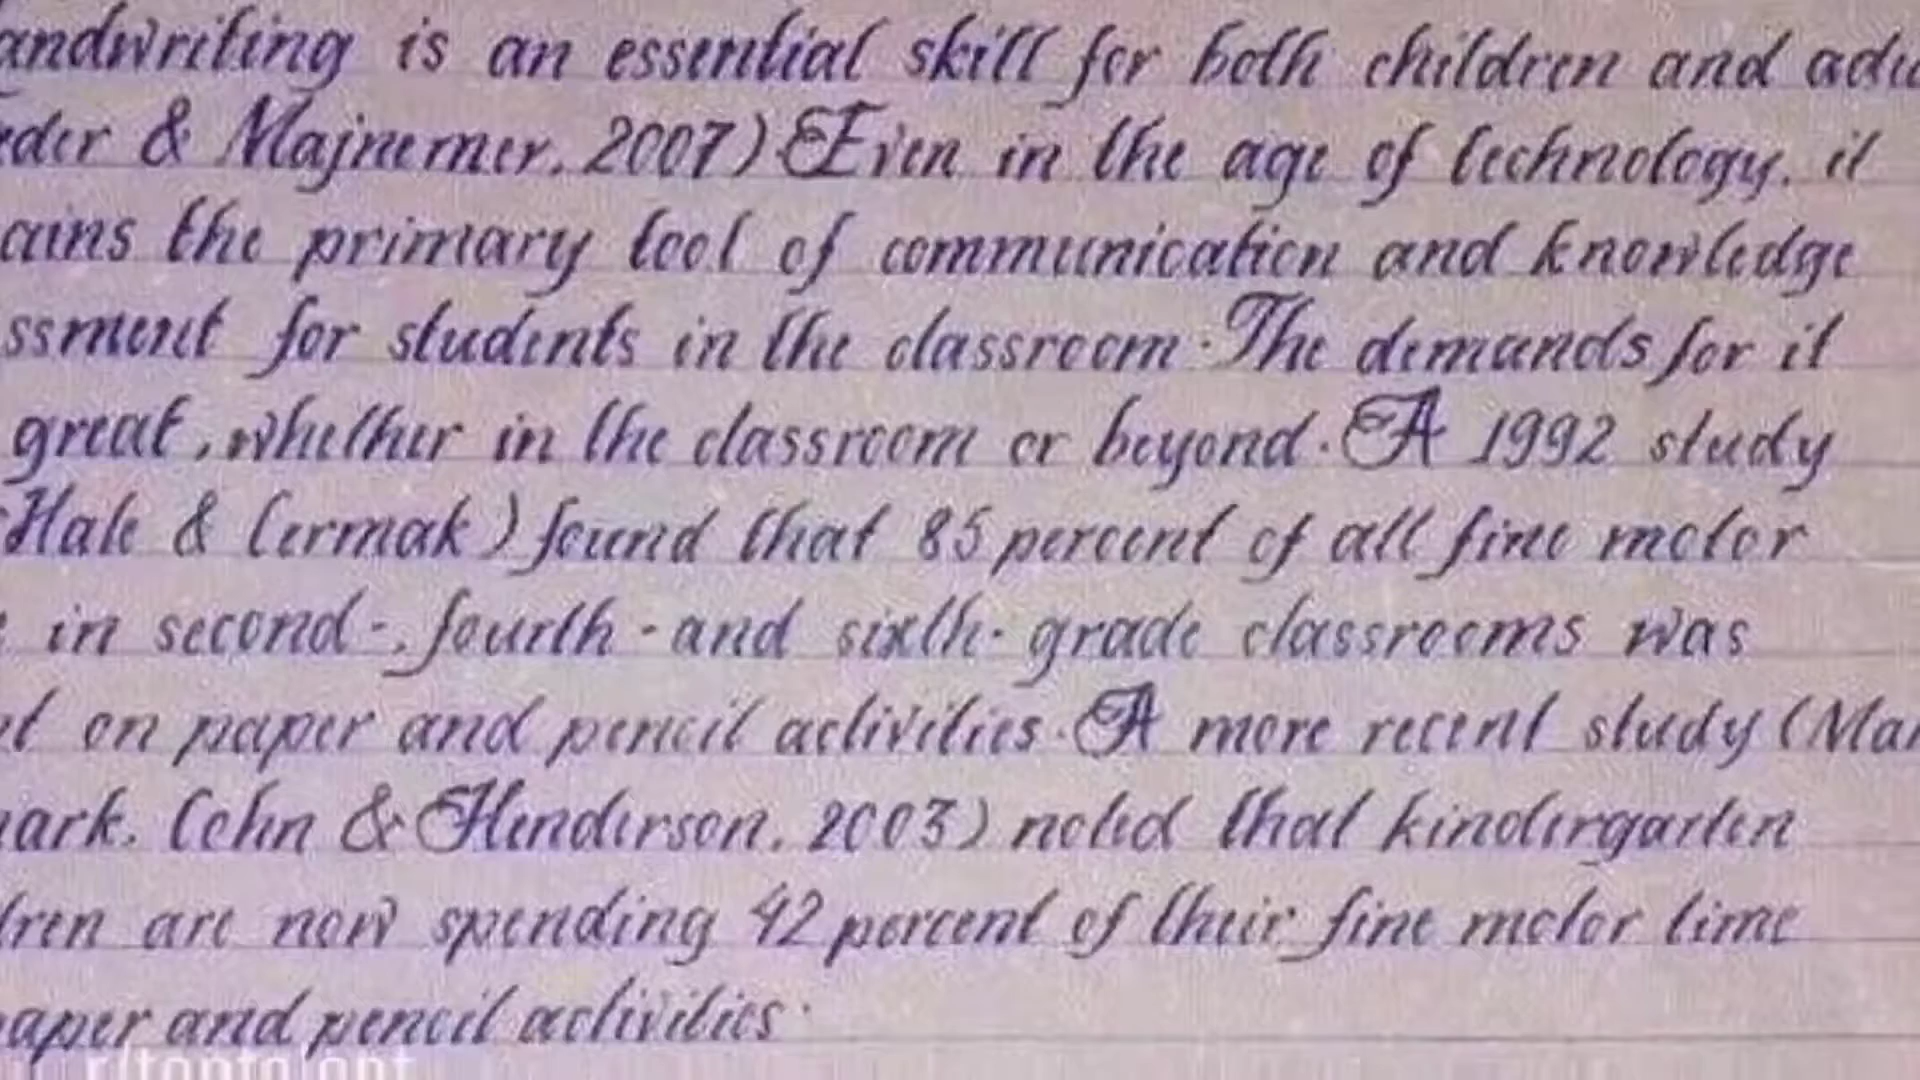 andwriting is an essential skill for both children and adu
eder & Majnemer, 2007) Even in the age of technology, it
ains the primary tool of communication and knowledge
ssment for students in the classroom. The demands for it
great, whether in the classroom or beyond. A 1992 study
Hale & Cermak) found that 85 percent of all fine motor
in second-, fourth- and sixth-grade classrooms was
t on paper and pencil activities. A more recent study (Mar
ark, Cohn & Henderson, 2003) noted that kindergarten
dren are now spending 42 percent of their fine motor time
aper and pencil activities.
r/toptalent